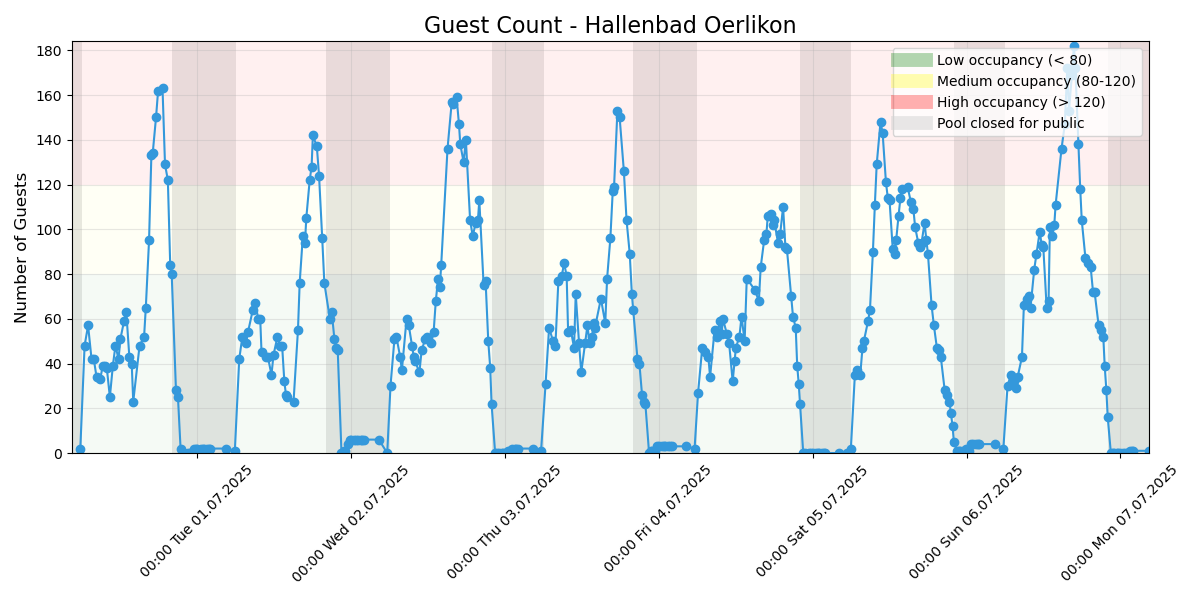 Guest Count - Hallenbad Oerlikon
Number of Guests
180
160
140
120
100
80
60
40
20
0
Low occupancy (< 80)
Medium occupancy (80-120)
High occupancy (> 120)
Pool closed for public
00:00 Tue 01.07.2025
00:00 Wed 02.07.2025
00:00 Thu 03.07.2025
00:00 Fri 04.07.2025
00:00 Sat 05.07.2025
00:00 Sun 06.07.2025
00:00 Mon 07.07.2025